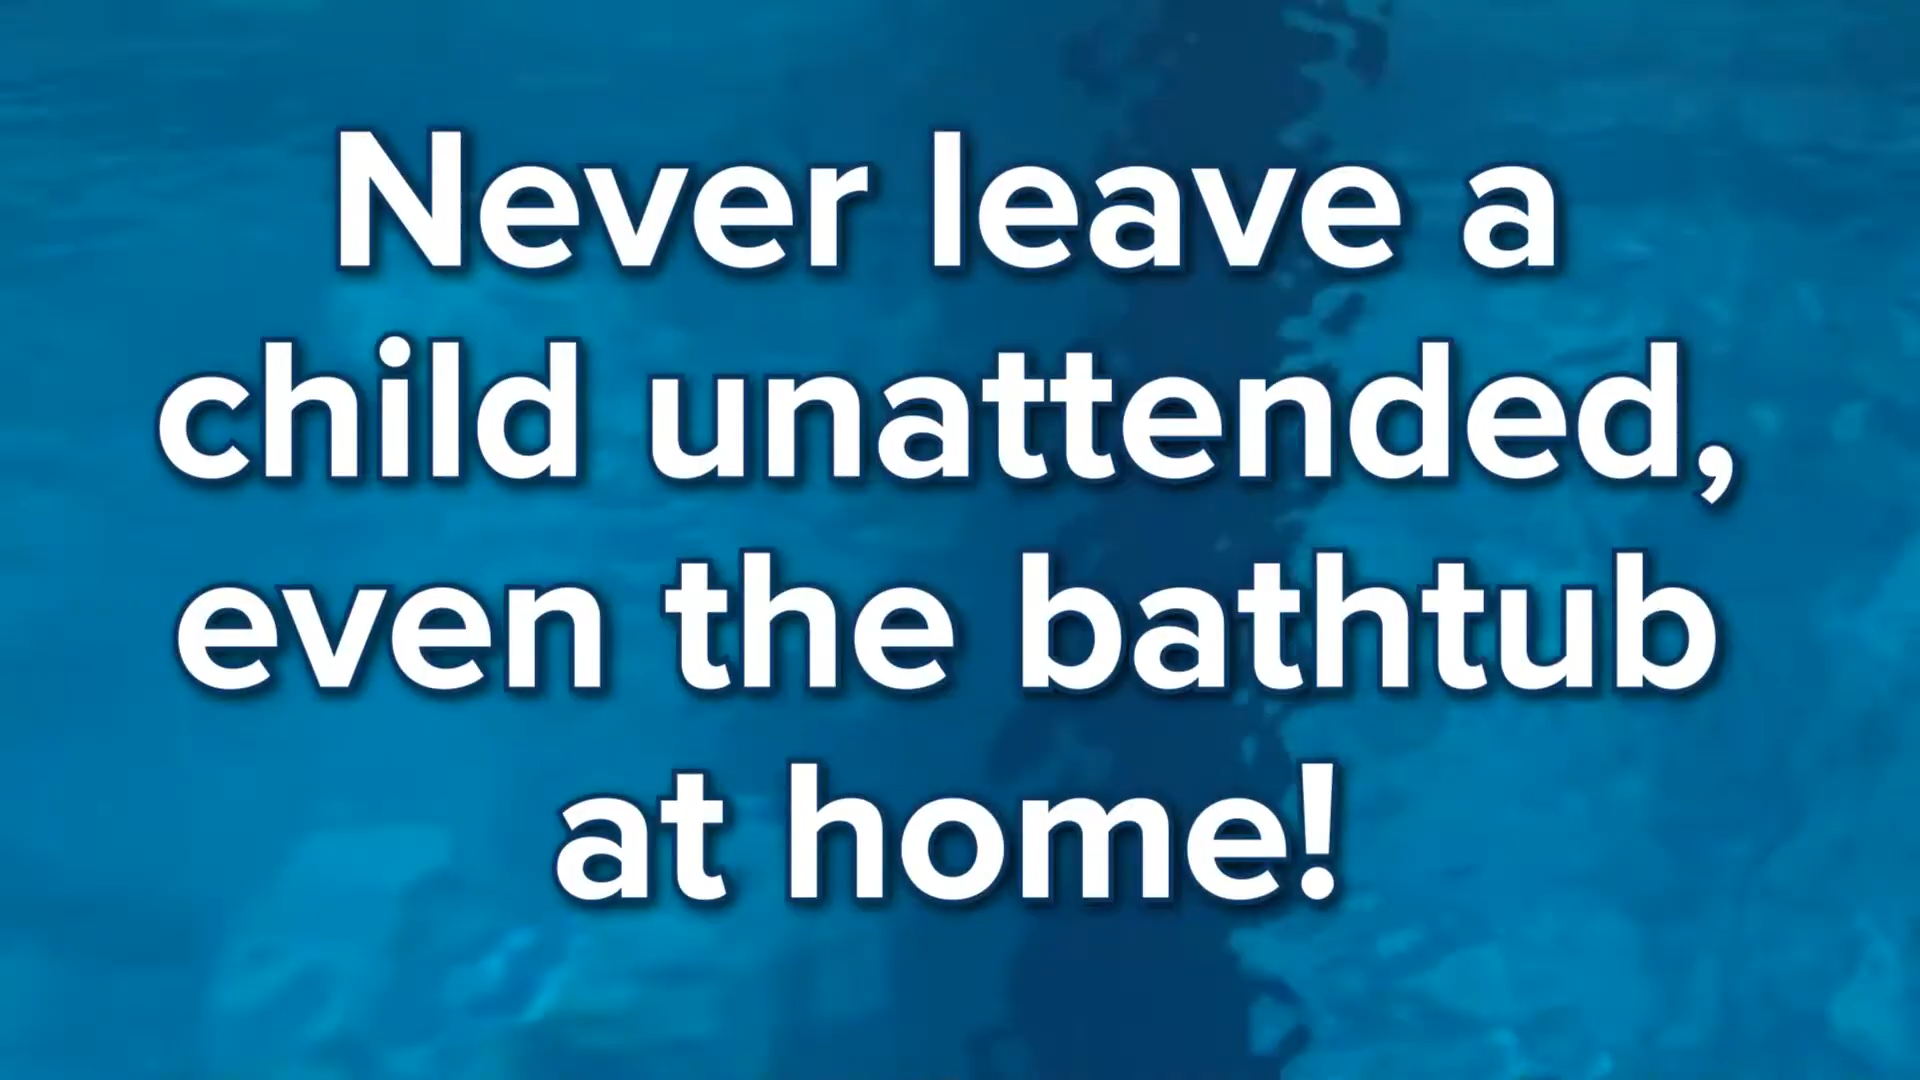 Never leave a
child unattended,
even the bathtub
at home!